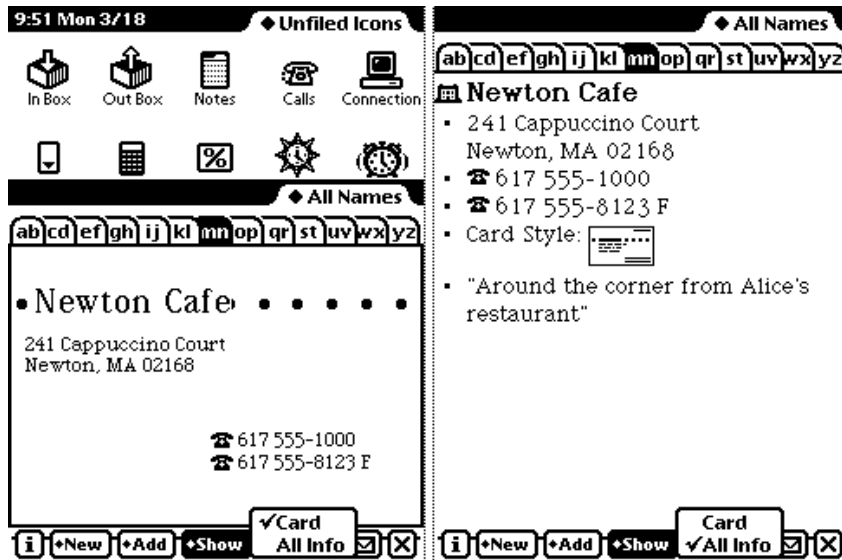 9:51 Mon 3/18
◆ Unfiled Icons
In Box Out Box Notes Calls Connection
%
◆ All Names
ab cd ef gh ij kl mn op qr st uv wx yz
• Newton Cafe • • • • •
241 Cappuccino Court
Newton, MA 02168
☎ 617 555-1000
☎ 617 555-8123 F
✓Card
All Info
i ◆New ◆Add ◆Show X
◆ All Names
ab cd ef gh ij kl mn op qr st uv wx yz
Newton Cafe
• 241 Cappuccino Court
Newton, MA 02168
• ☎ 617 555-1000
• ☎ 617 555-8123 F
• Card Style:
• "Around the corner from Alice's
restaurant"
Card
✓All Info
i ◆New ◆Add ◆Show X